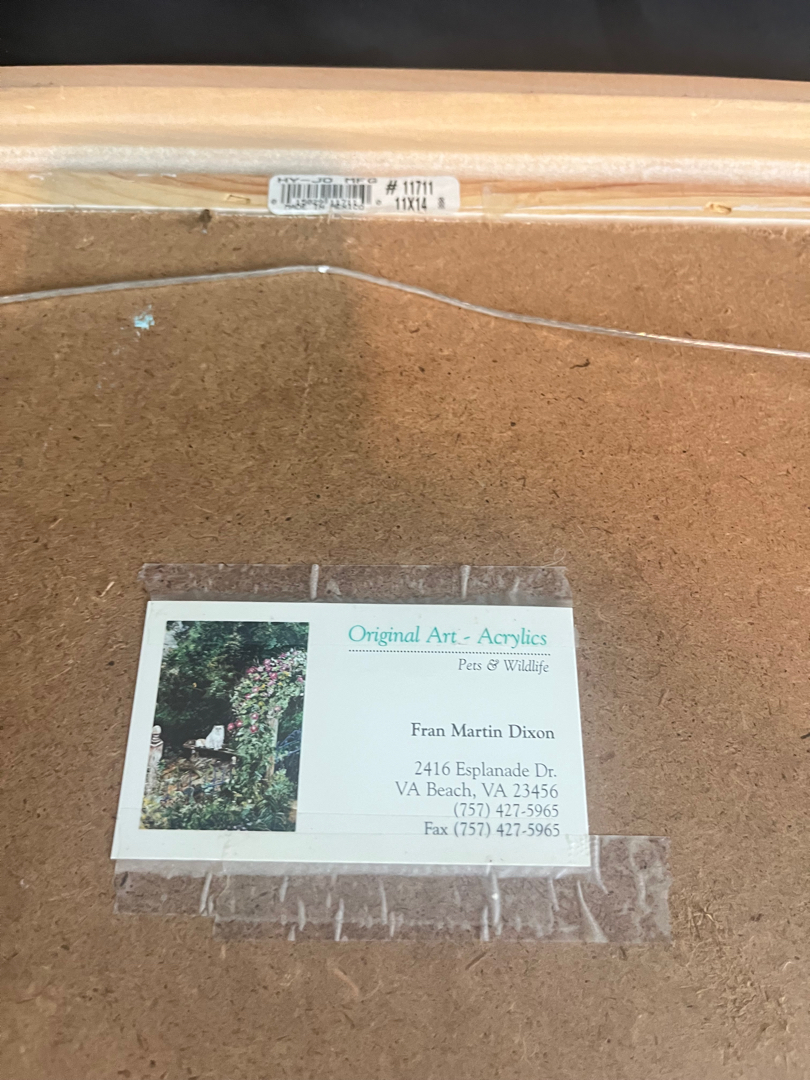 HY-JO MFG
# 11711
11X14
Original Art - Acrylics
Pets & Wildlife
Fran Martin Dixon
2416 Esplanade Dr.
VA Beach, VA 23456
(757) 427-5965
Fax (757) 427-5965